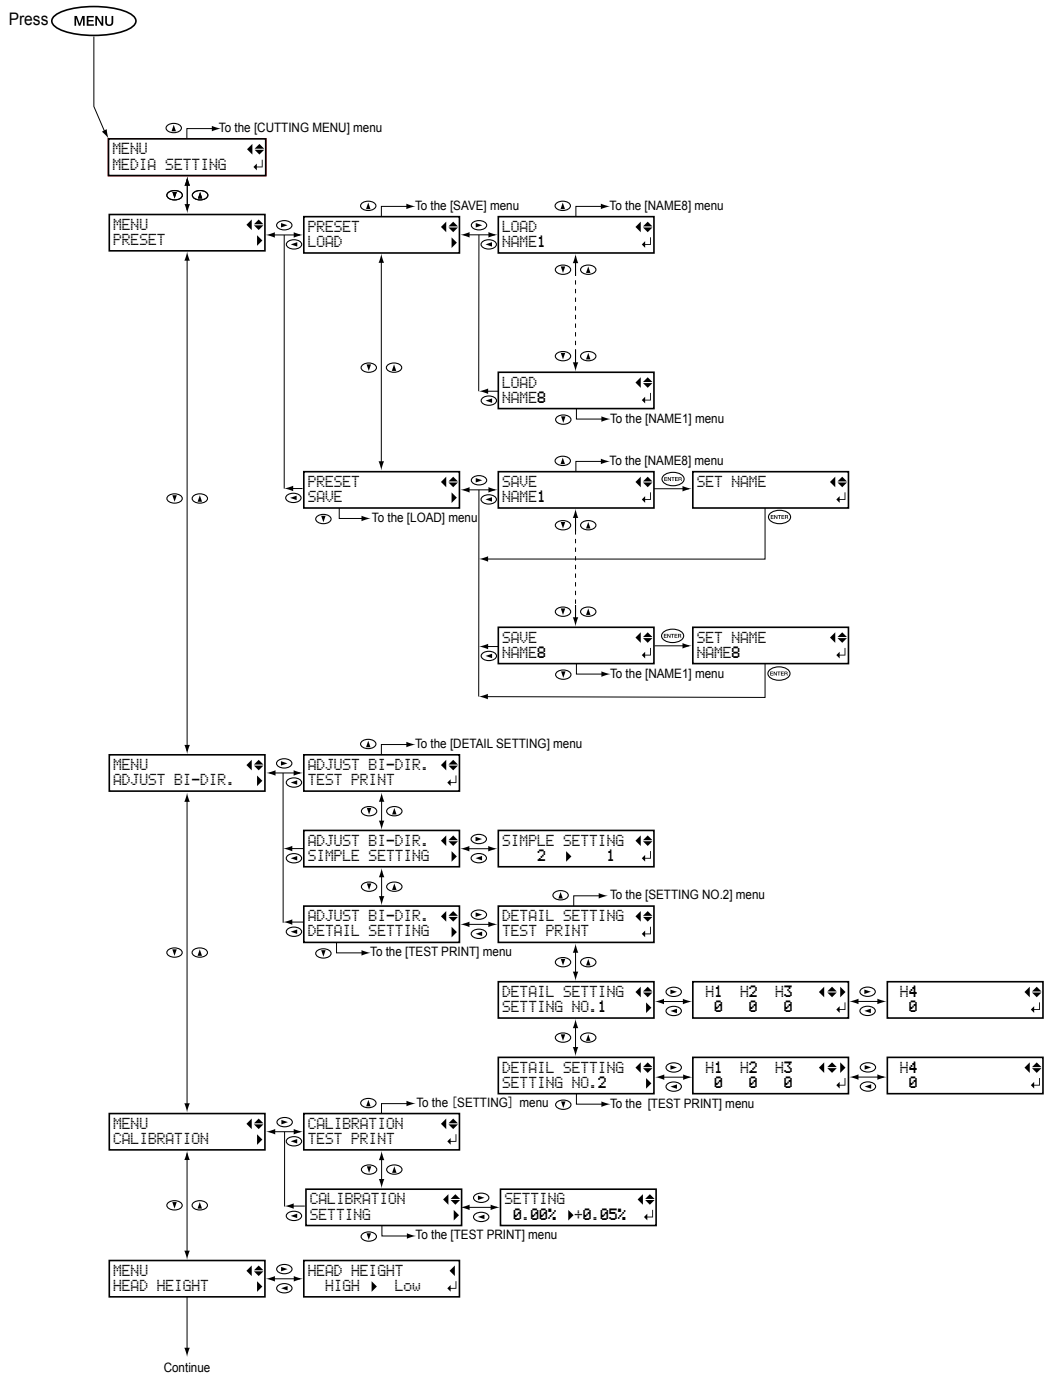 Press MENU
To the [CUTTING MENU] menu
MENU
MEDIA SETTING
To the [SAVE] menu
To the [NAME8] menu
MENU
PRESET
PRESET
LOAD
LOAD
NAME1
LOAD
NAME8
To the [NAME1] menu
To the [NAME8] menu
PRESET
SAVE
SAVE
NAME1
ENTER
SET NAME
To the [LOAD] menu
ENTER
SAVE
NAME8
ENTER
SET NAME
NAME8
To the [NAME1] menu
ENTER
To the [DETAIL SETTING] menu
MENU
ADJUST BI-DIR.
ADJUST BI-DIR.
TEST PRINT
ADJUST BI-DIR.
SIMPLE SETTING
SIMPLE SETTING
2 1
To the [SETTING NO.2] menu
ADJUST BI-DIR.
DETAIL SETTING
DETAIL SETTING
TEST PRINT
To the [TEST PRINT] menu
DETAIL SETTING
SETTING NO.1
H1 H2 H3
0 0 0
H4
0
DETAIL SETTING
SETTING NO.2
H1 H2 H3
0 0 0
H4
0
To the [SETTING] menu
To the [TEST PRINT] menu
MENU
CALIBRATION
CALIBRATION
TEST PRINT
CALIBRATION
SETTING
SETTING
0.00% +0.05%
To the [TEST PRINT] menu
MENU
HEAD HEIGHT
HEAD HEIGHT
HIGH Low
Continue